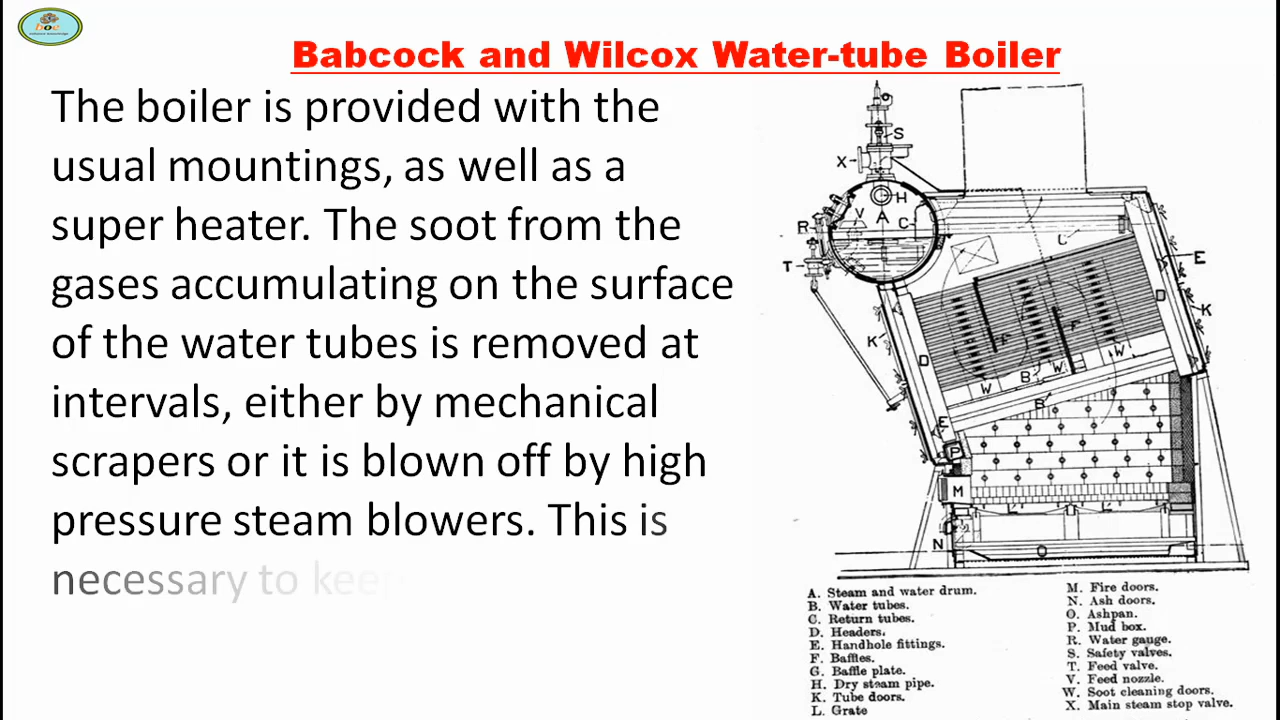 Babcock and Wilcox Water-tube Boiler
The boiler is provided with the
usual mountings, as well as a
super heater. The soot from the
gases accumulating on the surface
of the water tubes is removed at
intervals, either by mechanical
scrapers or it is blown off by high
pressure steam blowers. This is
necessary to keep
S
X
H
A
V
C
R
T
C
E
K
K
D
D
F
F
W
B
W
W
B
E
P
M
L
L
N
O
A. Steam and water drum.
B. Water tubes.
C. Return tubes.
D. Headers.
E. Handhole fittings.
F. Baffles.
G. Baffle plate.
H. Dry steam pipe.
K. Tube doors.
L. Grate
M. Fire doors.
N. Ash doors.
O. Ashpan.
P. Mud box.
R. Water gauge.
S. Safety valves.
T. Feed valve.
V. Feed nozzle.
W. Soot cleaning doors.
X. Main steam stop valve.